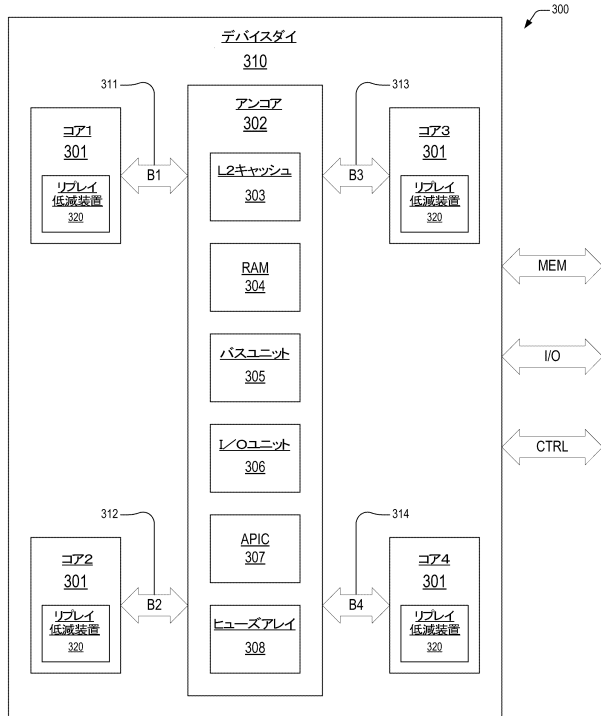 300
デバイスダイ
310
311
313
コア1
301
リプレイ
低減装置
320
B1
アンコア
302
L2キャッシュ
303
RAM
304
バスユニット
305
I/Oユニット
306
APIC
307
ヒューズアレイ
308
B3
コア3
301
リプレイ
低減装置
320
MEM
I/O
CTRL
312
314
コア2
301
リプレイ
低減装置
320
B2
B4
コア4
301
リプレイ
低減装置
320